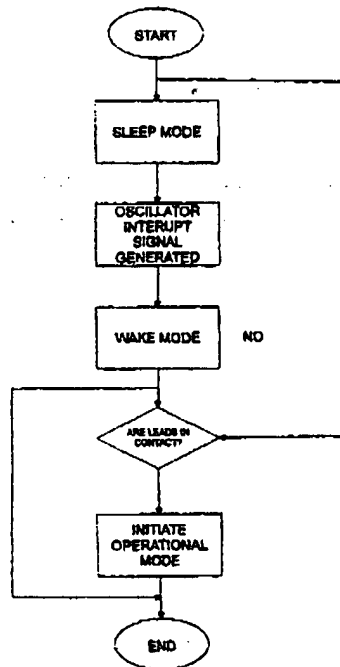 START
SLEEP MODE
OSCILLATOR
INTERUPT
SIGNAL
GENERATED
WAKE MODE
NO
ARE LEADS IN
CONTACT?
INITIATE
OPERATIONAL
MODE
END